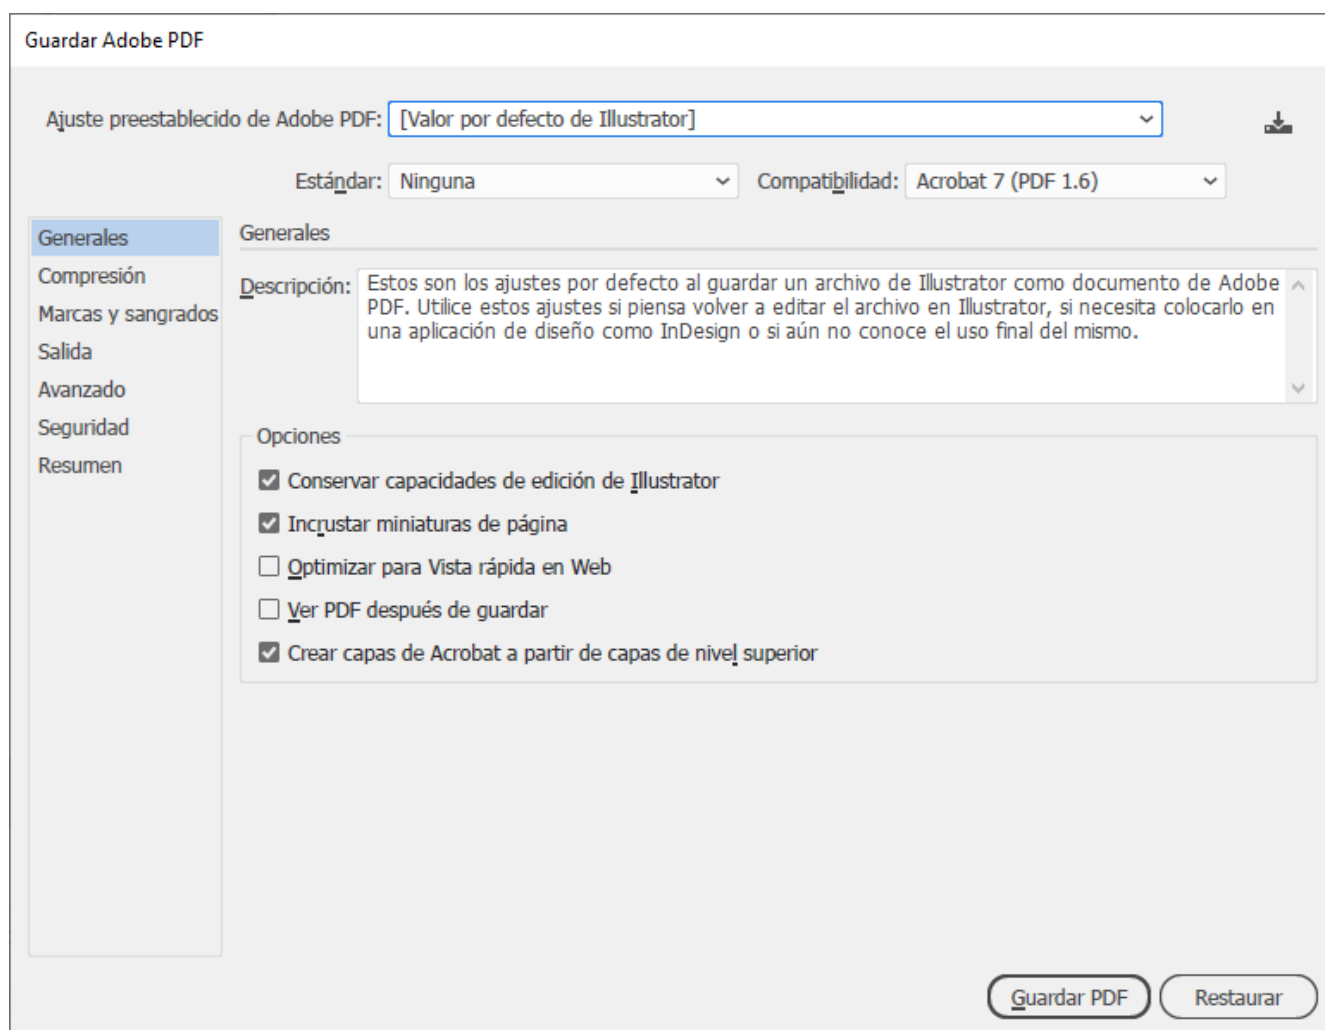 Guardar Adobe PDF
Ajuste preestablecido de Adobe PDF: [Valor por defecto de Illustrator]
Estándar: Ninguna Compatibilidad: Acrobat 7 (PDF 1.6)
Generales
Compresión
Marcas y sangrados
Salida
Avanzado
Seguridad
Resumen
Generales
Descripción: Estos son los ajustes por defecto al guardar un archivo de Illustrator como documento de Adobe
PDF. Utilice estos ajustes si piensa volver a editar el archivo en Illustrator, si necesita colocarlo en
una aplicación de diseño como InDesign o si aún no conoce el uso final del mismo.
Opciones
Conservar capacidades de edición de Illustrator
Incrustar miniaturas de página
Optimizar para Vista rápida en Web
Ver PDF después de guardar
Crear capas de Acrobat a partir de capas de nivel superior
Guardar PDF Restaurar